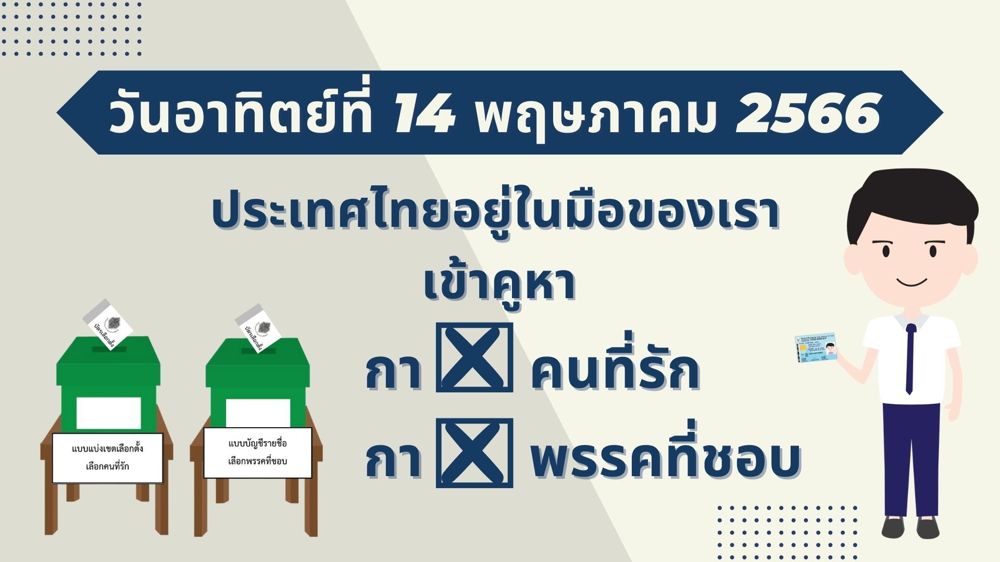 วันอาทิตย์ที่ 14 พฤษภาคม 2566
ประเทศไทยอยู่ในมือของเรา
เข้าคูหา
กา คนที่รัก
กา พรรคที่ชอบ
บัตรเลือกตั้ง
บัตรเลือกตั้ง
แบบแบ่งเขตเลือกตั้ง
เลือกคนที่รัก
แบบบัญชีรายชื่อ
เลือกพรรคที่ชอบ